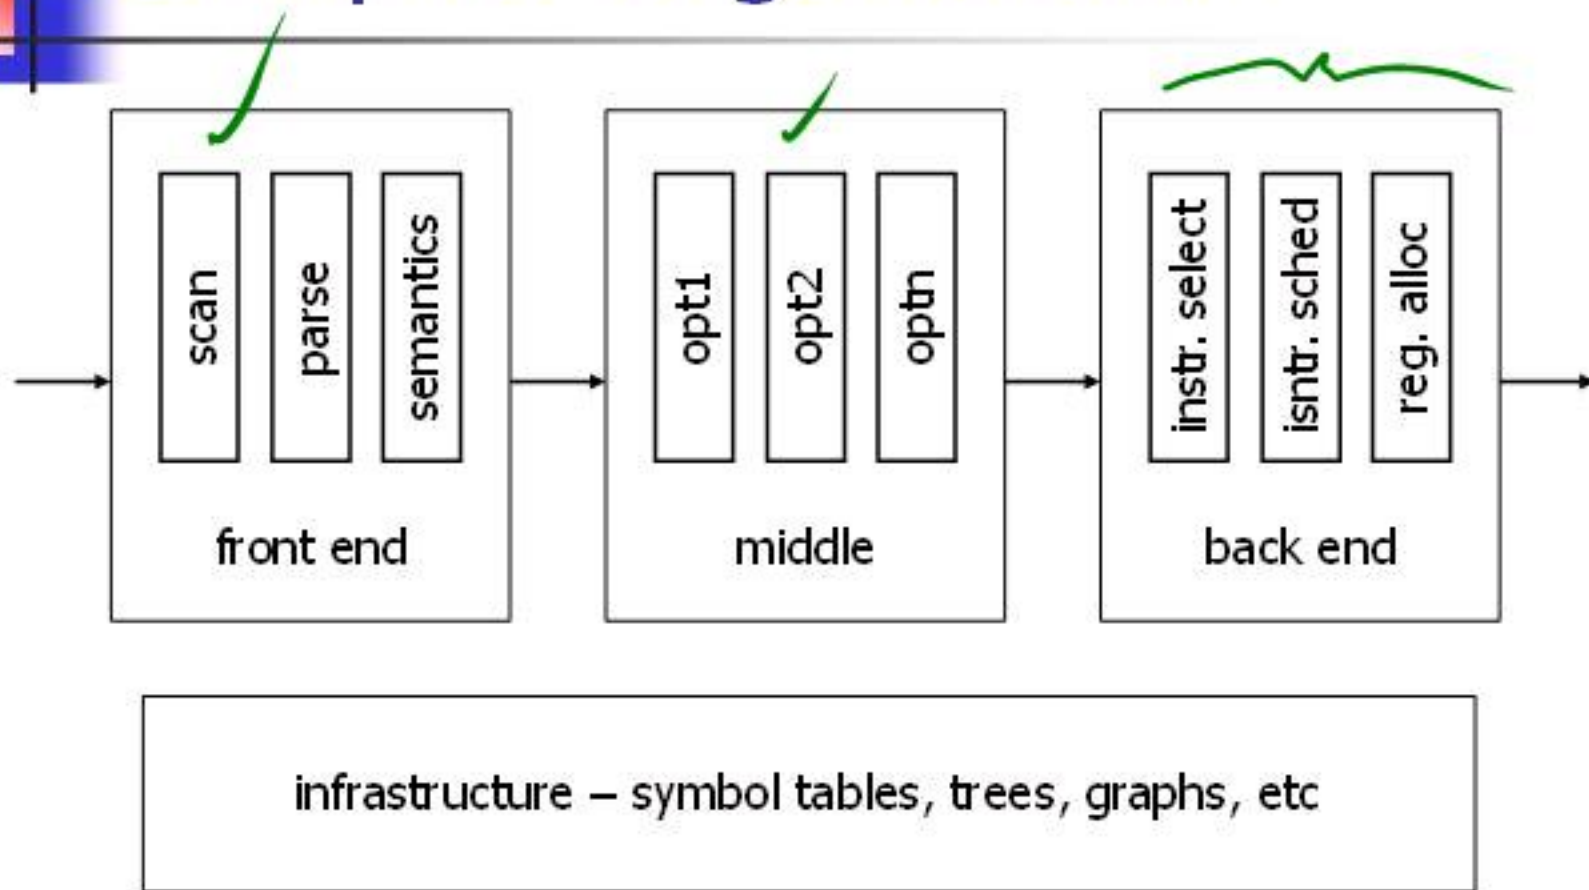 scan
parse
semantics
front end
opt1
opt2
optn
middle
instr. select
isntr. sched
reg. alloc
back end
infrastructure – symbol tables, trees, graphs, etc